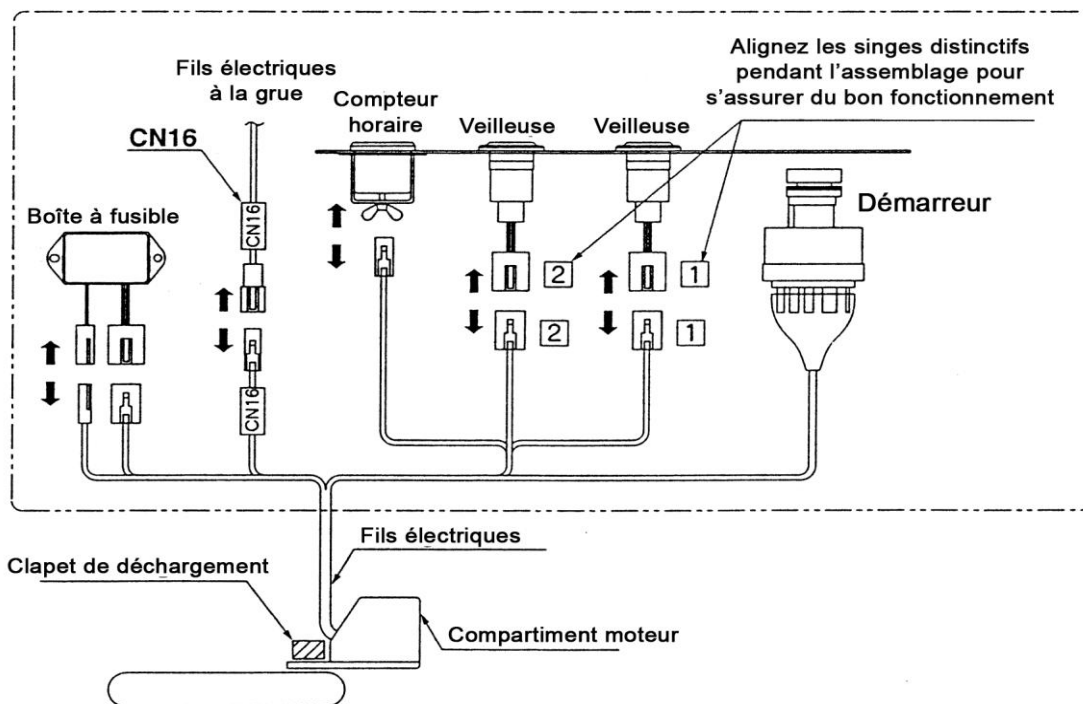 Alignez les singes distinctifs
pendant l'assemblage pour
s'assurer du bon fonctionnement
Fils électriques
à la grue
Compteur
horaire
Veilleuse
Veilleuse
CN16
Boîte à fusible
CN16
Démarreur
2
1
2
1
CN16
Fils électriques
Clapet de déchargement
Compartiment moteur